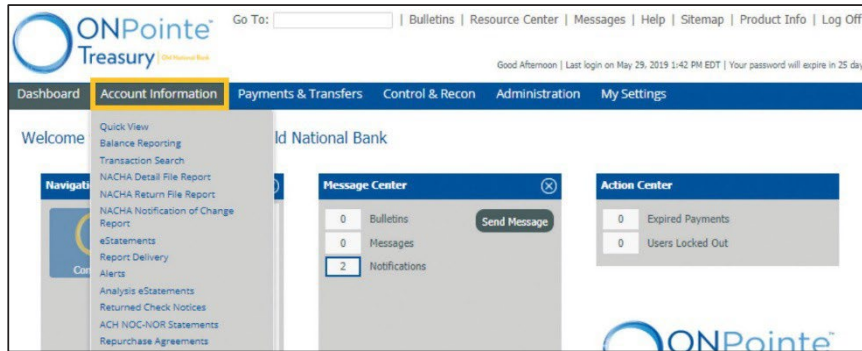 ONPointe
Treasury Old National Bank
Go To: | Bulletins | Resource Center | Messages | Help | Sitemap | Product Info | Log Off
Good Afternoon | Last login on May 29, 2019 1:42 PM EDT | Your password will expire in 25 day
Dashboard Account Information Payments & Transfers Control & Recon Administration My Settings
Welcome ld National Bank
Quick View
Balance Reporting
Transaction Search
NACHA Detail File Report
NACHA Return File Report
NACHA Notification of Change
Report
eStatements
Report Delivery
Alerts
Analysis eStatements
Returned Check Notices
ACH NOC-NOR Statements
Repurchase Agreements
Navigati
Con
Message Center
0 Bulletins
Send Message
0 Messages
2 Notifications
Action Center
0 Expired Payments
0 Users Locked Out
ONPointe